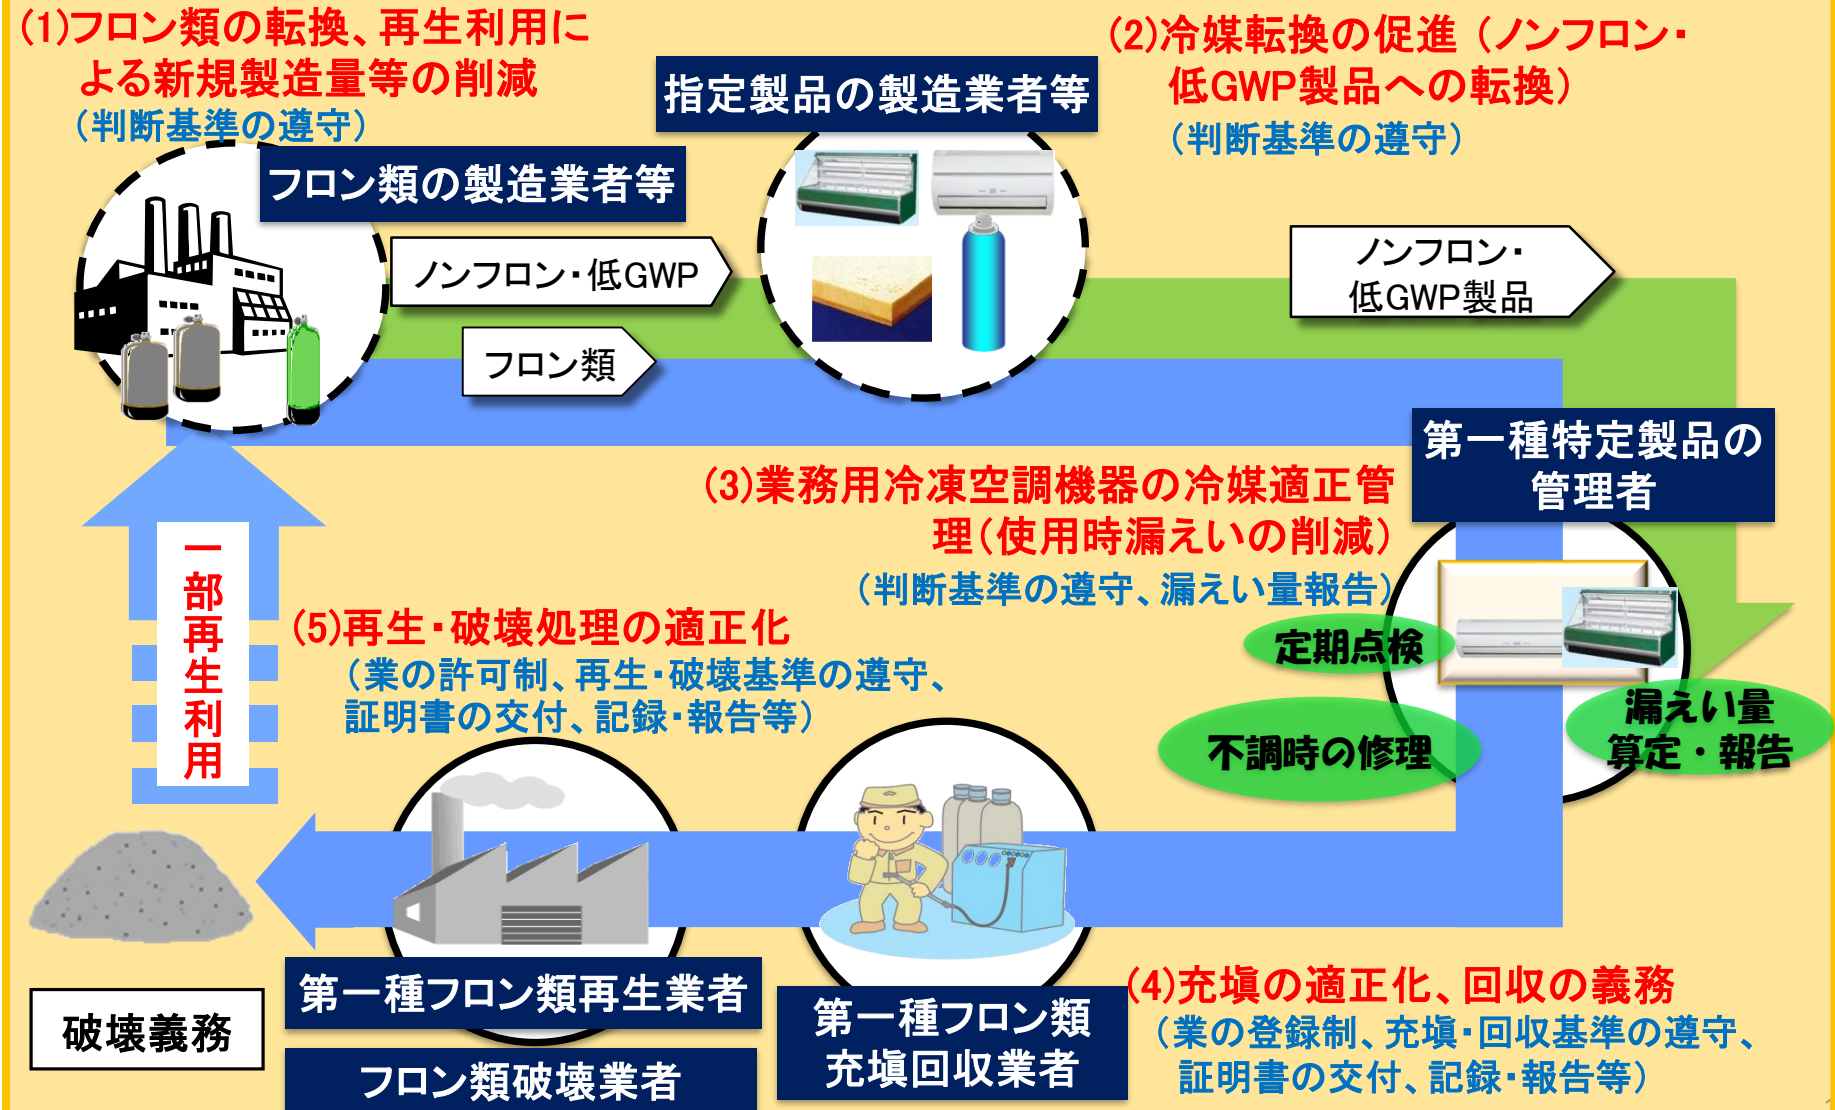 (1)フロン類の転換、再生利用に
よる新規製造量等の削減
（判断基準の遵守）
フロン類の製造業者等
指定製品の製造業者等
(2)冷媒転換の促進（ノンフロン・
低GWP製品への転換）
（判断基準の遵守）
ノンフロン・低GWP
フロン類
ノンフロン・
低GWP製品
第一種特定製品の
管理者
(3)業務用冷凍空調機器の冷媒適正管
理（使用時漏えいの削減）
（判断基準の遵守、漏えい量報告）
定期点検
不調時の修理
漏えい量
算定・報告
一部再生利用
(5)再生・破壊処理の適正化
（業の許可制、再生・破壊基準の遵守、
証明書の交付、記録・報告等）
破壊義務
第一種フロン類再生業者
フロン類破壊業者
第一種フロン類
充塡回収業者
(4)充塡の適正化、回収の義務
（業の登録制、充塡・回収基準の遵守、
証明書の交付、記録・報告等）